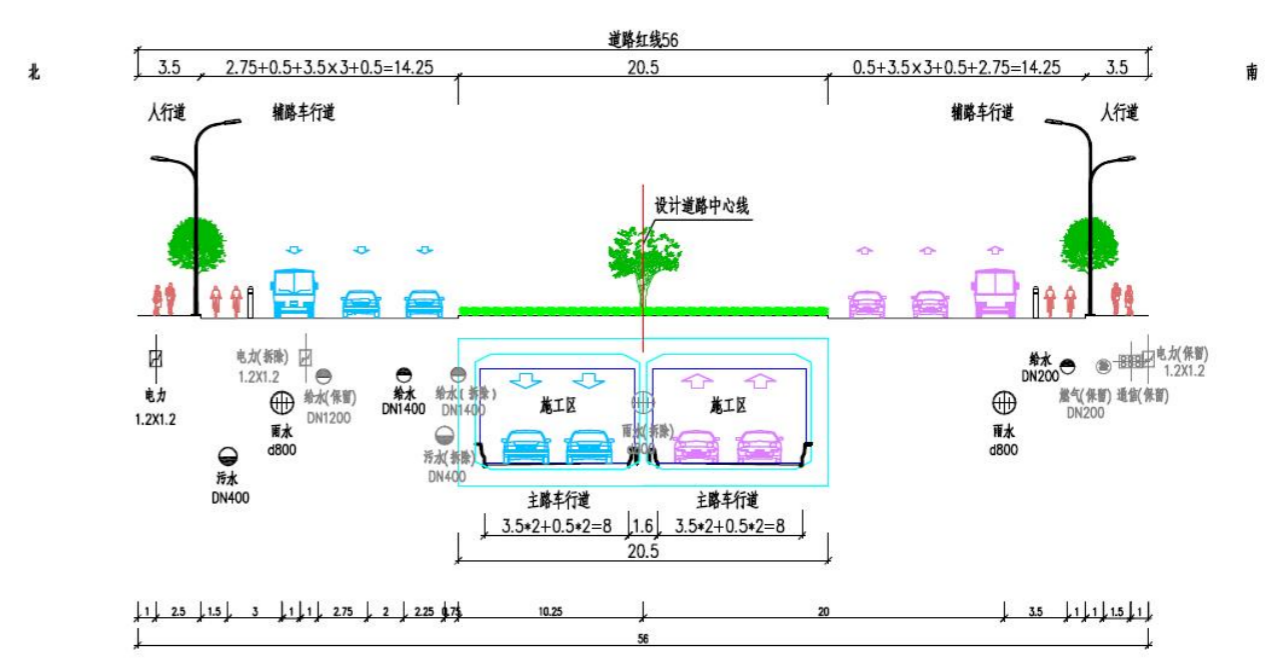 道路红线56
3.5
2.75+0.5+3.5×3+0.5=14.25
20.5
0.5+3.5×3+0.5+2.75=14.25
3.5
北
南
人行道
辅路车行道
辅路车行道
人行道
设计道路中心线
电力
1.2X1.2
电力(拆除)
1.2X1.2
给水(保留)
DN1200
雨水
d800
污水
DN400
给水
DN1400
给水(拆除)
DN1400
污水(拆除)
DN400
施工区
雨水(拆除)
d800
施工区
给水
DN200
雨水
d800
燃气(保留)
DN200
通信(保留)
电力(保留)
1.2X1.2
主路车行道
主路车行道
3.5*2+0.5*2=8
1.6
3.5*2+0.5*2=8
20.5
1
2.5
1.5
3
1
1
2.75
2
2.25
0.75
10.25
20
3.5
1
1
1.5
1
56